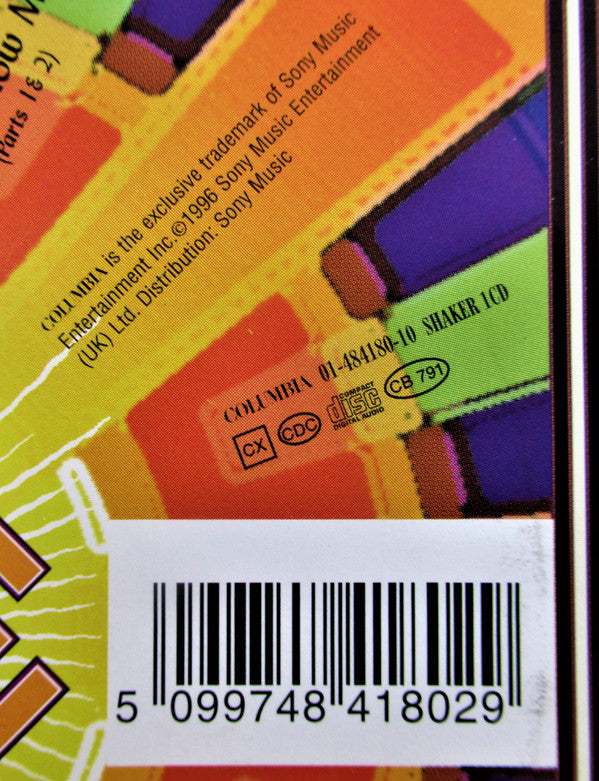 ow M
(Parts 1 & 2)
COLUMBIA is the exclusive trademark of Sony Music
Entertainment Inc. ©1996 Sony Music Entertainment
(UK) Ltd. Distribution: Sony Music
COLUMBIA 01-484180-10 SHAKER 1CD
CX CDC COMPACT disc DIGITAL AUDIO CB 791
5 099748 418029